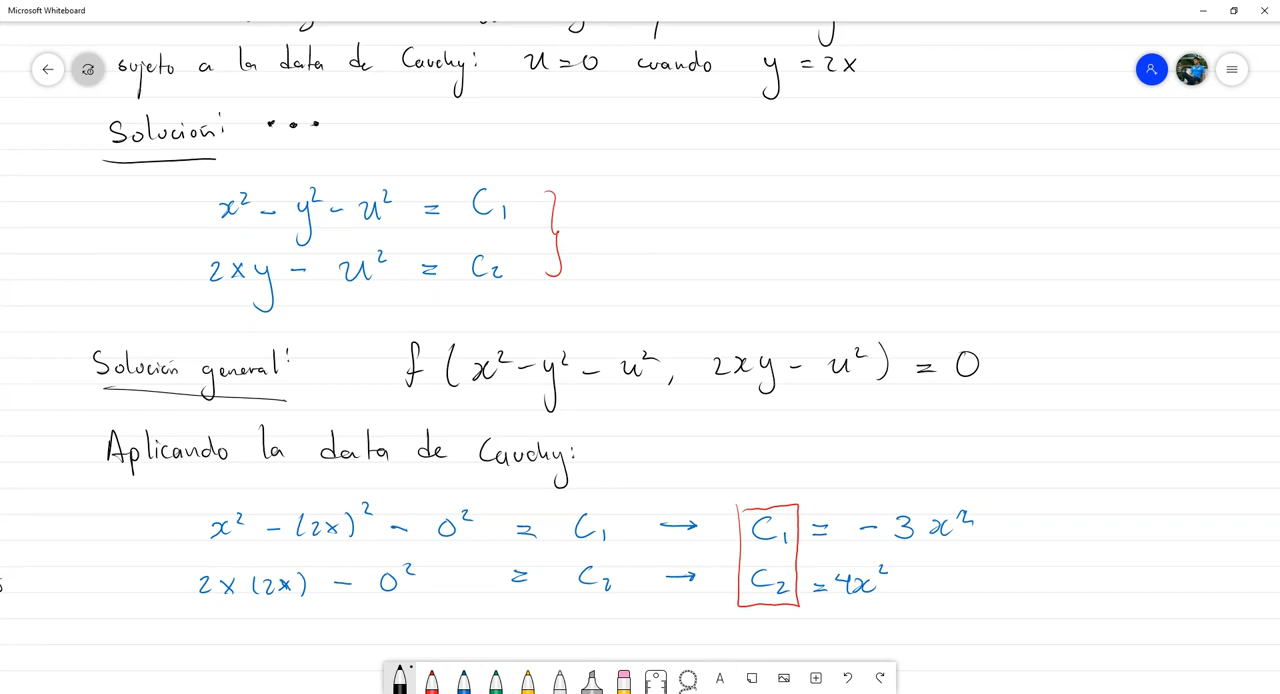 Microsoft Whiteboard
sujeto a la data de Cauchy: u = 0 cuando y = 2x
Solución: ...
x² - y² - u² = C₁
2xy - u² = C₂
Solución general: f(x² - y² - u², 2xy - u²) = 0
Aplicando la data de Cauchy:
x² - (2x)² - 0² = C₁ → C₁ = -3x²
2x(2x) - 0² = C₂ → C₂ = 4x²